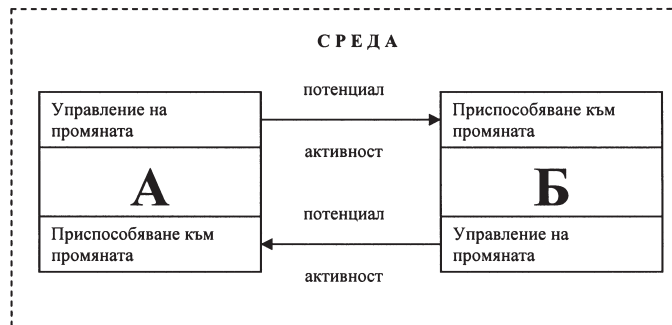 СРЕДА
потенциал
Управление на
промяната
Приспособяване към
промяната
активност
А
Б
потенциал
Приспособяване към
промяната
Управление на
промяната
активност